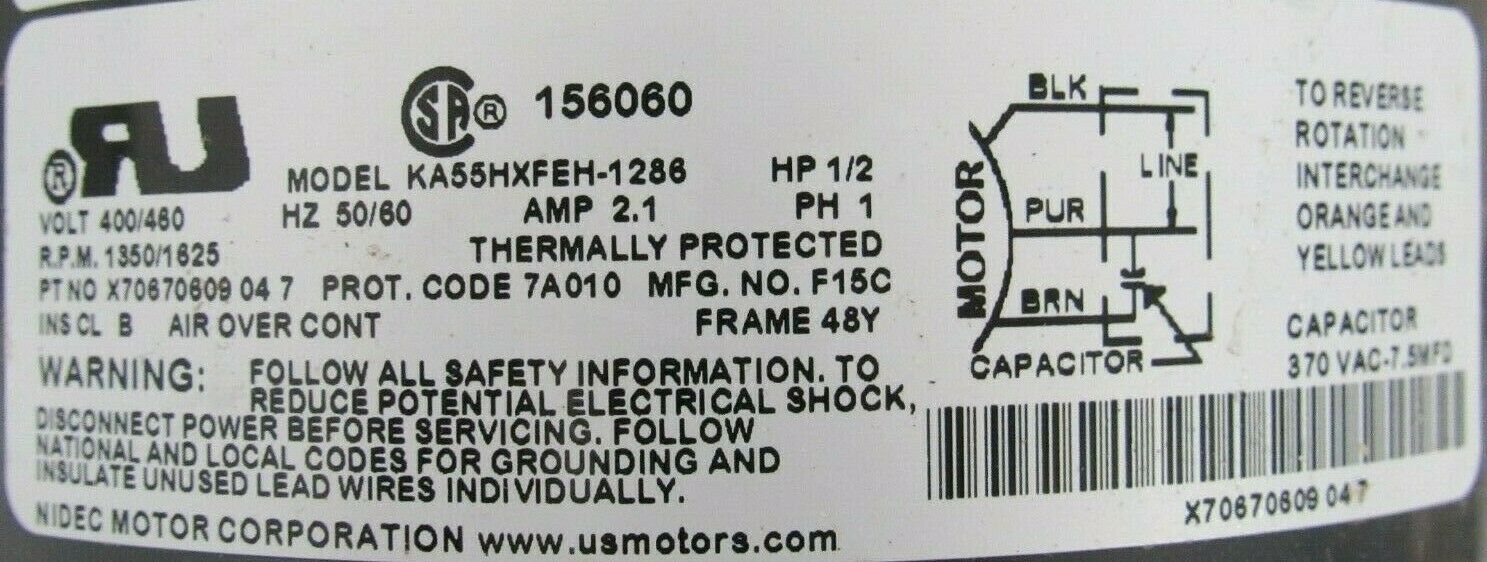 RU ®
CSA ® 156060
MODEL KA55HXFEH-1286 HP 1/2
VOLT 400/460 HZ 50/60 AMP 2.1 PH 1
R.P.M. 1350/1625 THERMALLY PROTECTED
PT NO X70670609 04 7 PROT. CODE 7A010 MFG. NO. F15C
INS CL B AIR OVER CONT FRAME 48Y
WARNING: FOLLOW ALL SAFETY INFORMATION. TO
REDUCE POTENTIAL ELECTRICAL SHOCK,
DISCONNECT POWER BEFORE SERVICING. FOLLOW
NATIONAL AND LOCAL CODES FOR GROUNDING AND
INSULATE UNUSED LEAD WIRES INDIVIDUALLY.
NIDEC MOTOR CORPORATION www.usmotors.com
MOTOR
BLK
LINE
PUR
BRN
CAPACITOR
TO REVERSE
ROTATION
INTERCHANGE
ORANGE AND
YELLOW LEADS
CAPACITOR
370 VAC-7.5MFD
X70670609 047